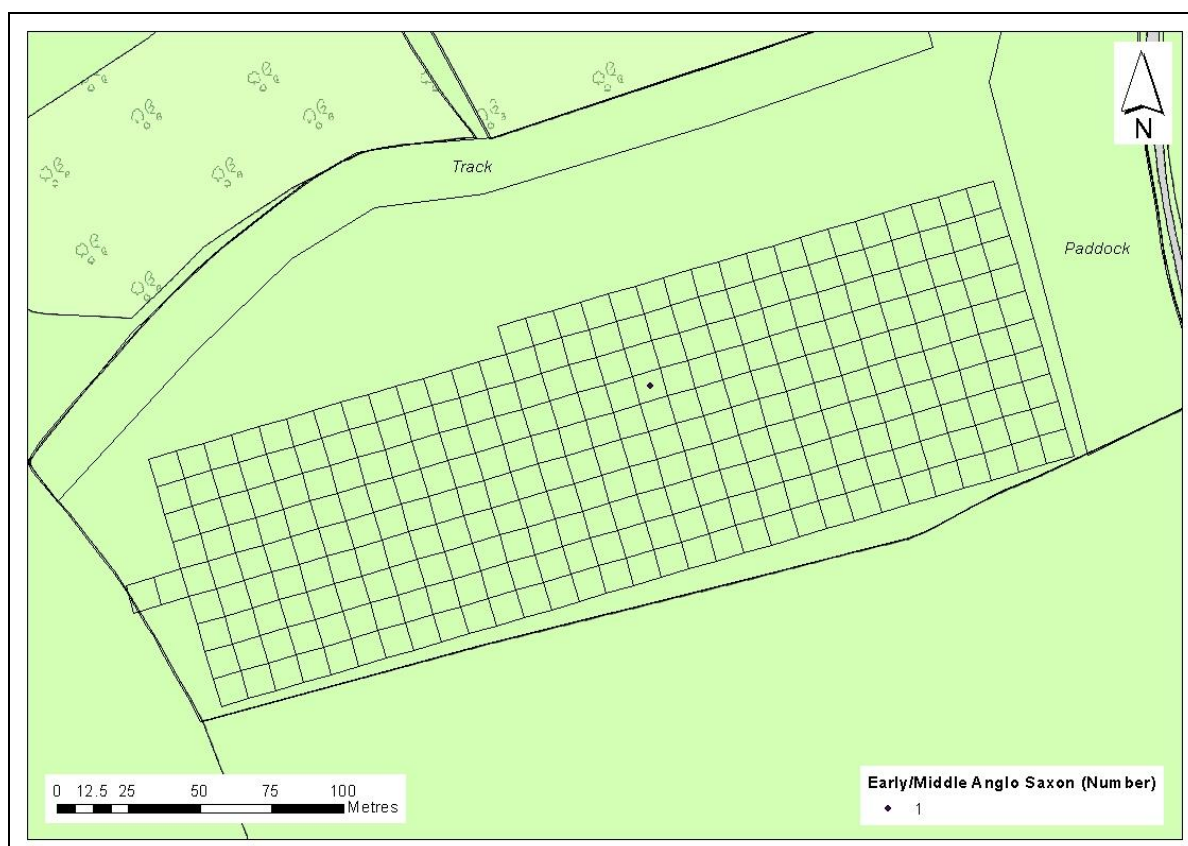 Track
N
Paddock
0 12.5 25 50 75 100
Metres
Early/Middle Anglo Saxon (Number)
1